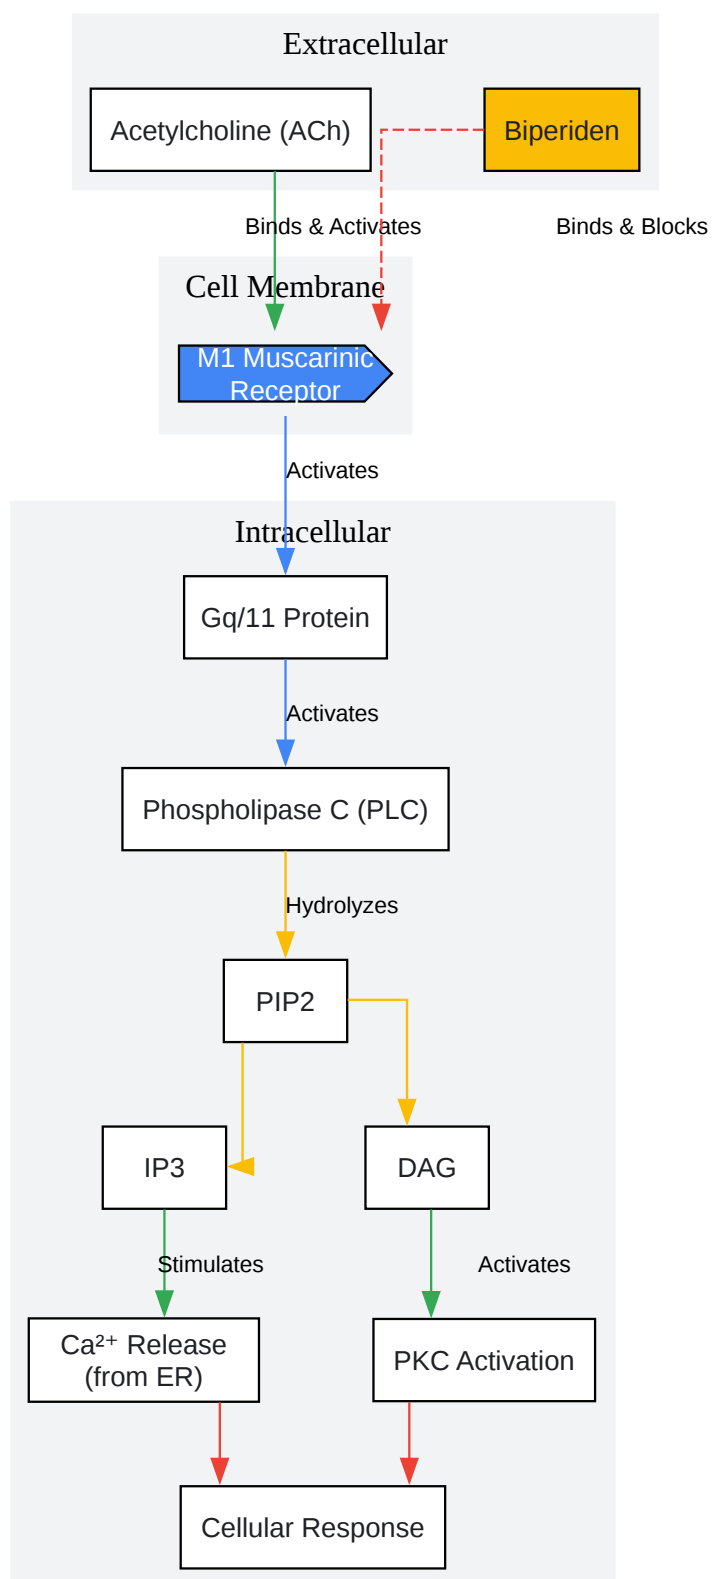 Extracellular
Acetylcholine (ACh)
Biperiden
Binds & Activates
Binds & Blocks
Cell Membrane
M1 Muscarinic
Receptor
Activates
Intracellular
Gq/11 Protein
Activates
Phospholipase C (PLC)
Hydrolyzes
PIP2
IP3
DAG
Stimulates
Activates
Ca²⁺ Release
(from ER)
PKC Activation
Cellular Response